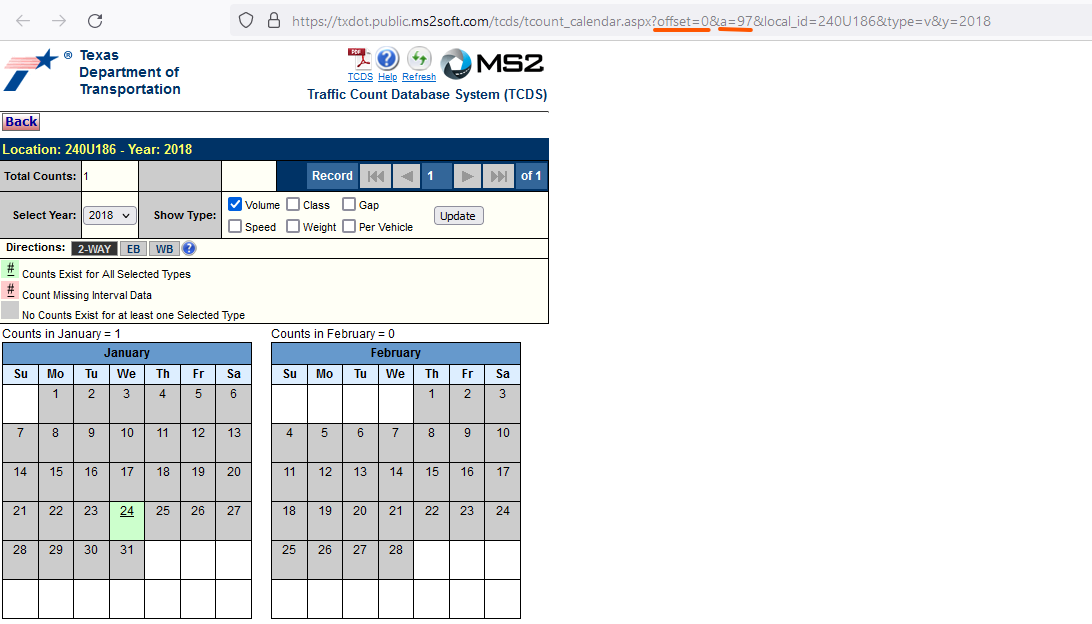 https://txdot.public.ms2soft.com/tcds/tcount_calendar.aspx?offset=0&a=97&local_id=240U186&type=v&y=2018
® Texas
Department of
Transportation
PDF
TCDS ? Help Refresh MS2
Traffic Count Database System (TCDS)
Back
Location: 240U186 - Year: 2018
Total Counts: 1 Record 1 of 1
Select Year: 2018 Show Type: Volume Class Gap Update
Speed Weight Per Vehicle
Directions: 2-WAY EB WB ?
# Counts Exist for All Selected Types
# Count Missing Interval Data
No Counts Exist for at least one Selected Type
Counts in January = 1
January
Su Mo Tu We Th Fr Sa
1 2 3 4 5 6
7 8 9 10 11 12 13
14 15 16 17 18 19 20
21 22 23 24 25 26 27
28 29 30 31
Counts in February = 0
February
Su Mo Tu We Th Fr Sa
1 2 3
4 5 6 7 8 9 10
11 12 13 14 15 16 17
18 19 20 21 22 23 24
25 26 27 28